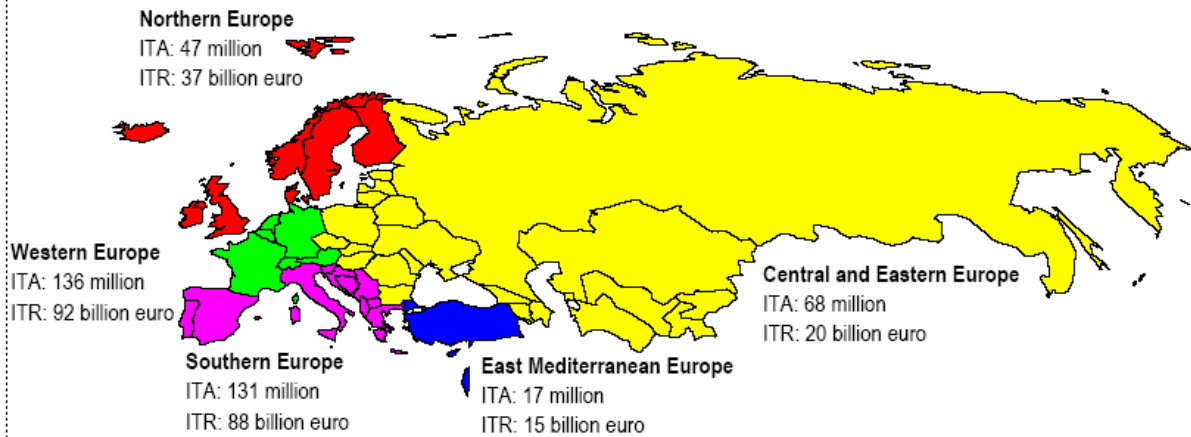 Northern Europe
ITA: 47 million
ITR: 37 billion euro
Western Europe
ITA: 136 million
ITR: 92 billion euro
Central and Eastern Europe
ITA: 68 million
ITR: 20 billion euro
Southern Europe
ITA: 131 million
ITR: 88 billion euro
East Mediterranean Europe
ITA: 17 million
ITR: 15 billion euro